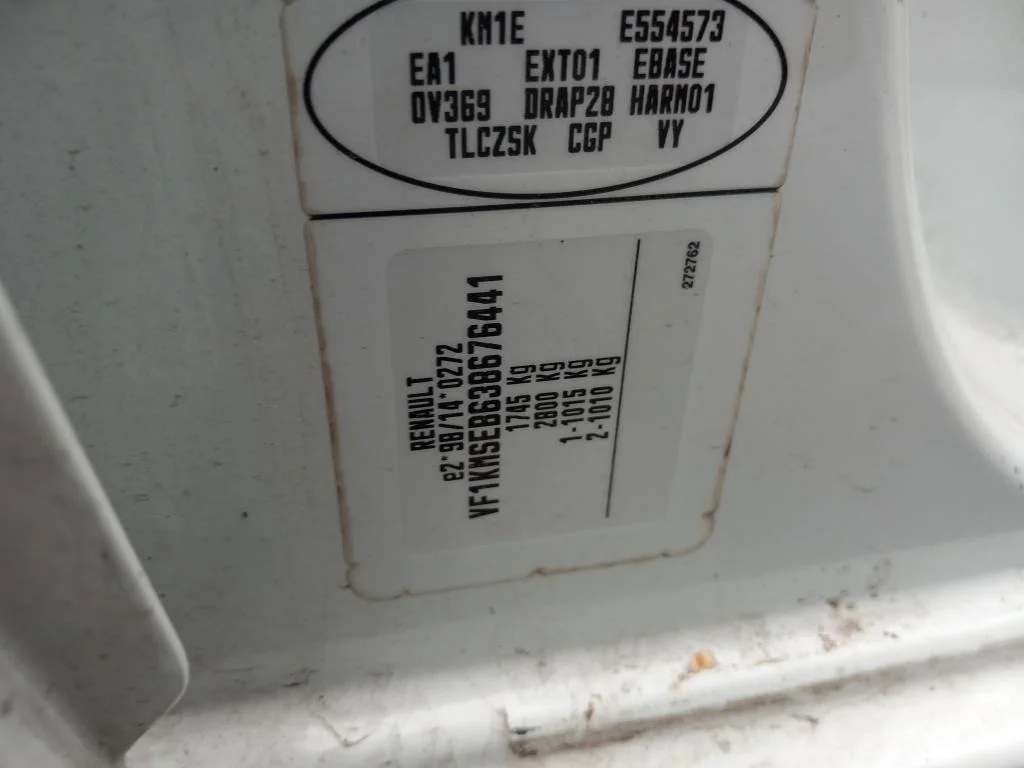 KM1E E554573
EA1 EXT01 EBASE
OV369 DRAP28 HARM01
TLCZSK CGP VY
RENAULT
e2*98/14*0272
VF1KMSEB638676441
1745 Kg
2800 Kg
1-1015 Kg
2-1010 Kg
272762